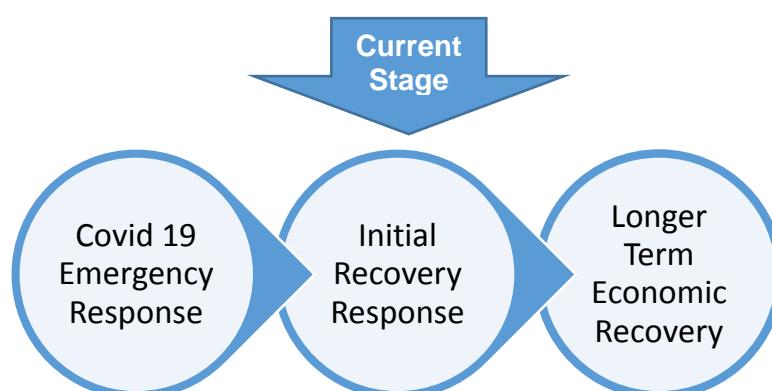 Current
Stage
Covid 19
Emergency
Response
Initial
Recovery
Response
Longer
Term
Economic
Recovery